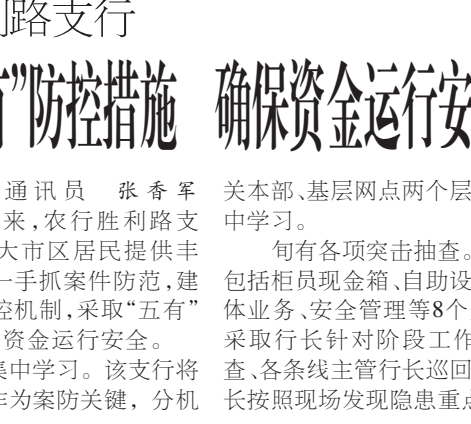 利路支行
有”防控措施 确保资金运行安
通讯员 张香军
来,农行胜利路支
大市区居民提供丰
一手抓案件防范,建
控机制,采取“五有”
资金运行安全。
集中学习。该支行将
作为案防关键,分机
关本部、基层网点两个层
中学习。
旬有各项突击抽查。
包括柜员现金箱、自助设
体业务、安全管理等8个
采取行长针对阶段工作
查、各条线主管行长巡回
长按照现场发现隐患重点